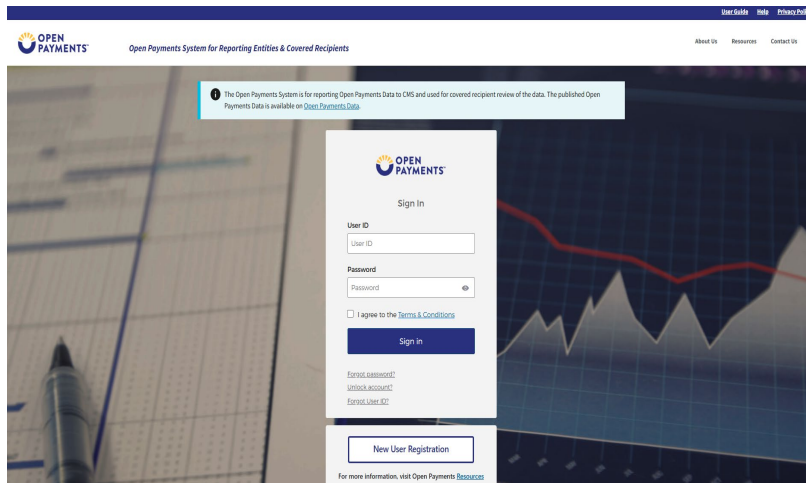 User Guide Help Privacy Poli
OPEN
PAYMENTS
Open Payments System for Reporting Entities & Covered Recipients
About Us Resources Contact Us
The Open Payments System is for reporting Open Payments Data to CMS and used for covered recipient review of the data. The published Open
Payments Data is available on Open Payments Data.
OPEN
PAYMENTS
Sign In
User ID
User ID
Password
Password
I agree to the Terms & Conditions
Sign in
Forgot password?
Unlock account?
Forgot User ID?
New User Registration
For more information, visit Open Payments Resources